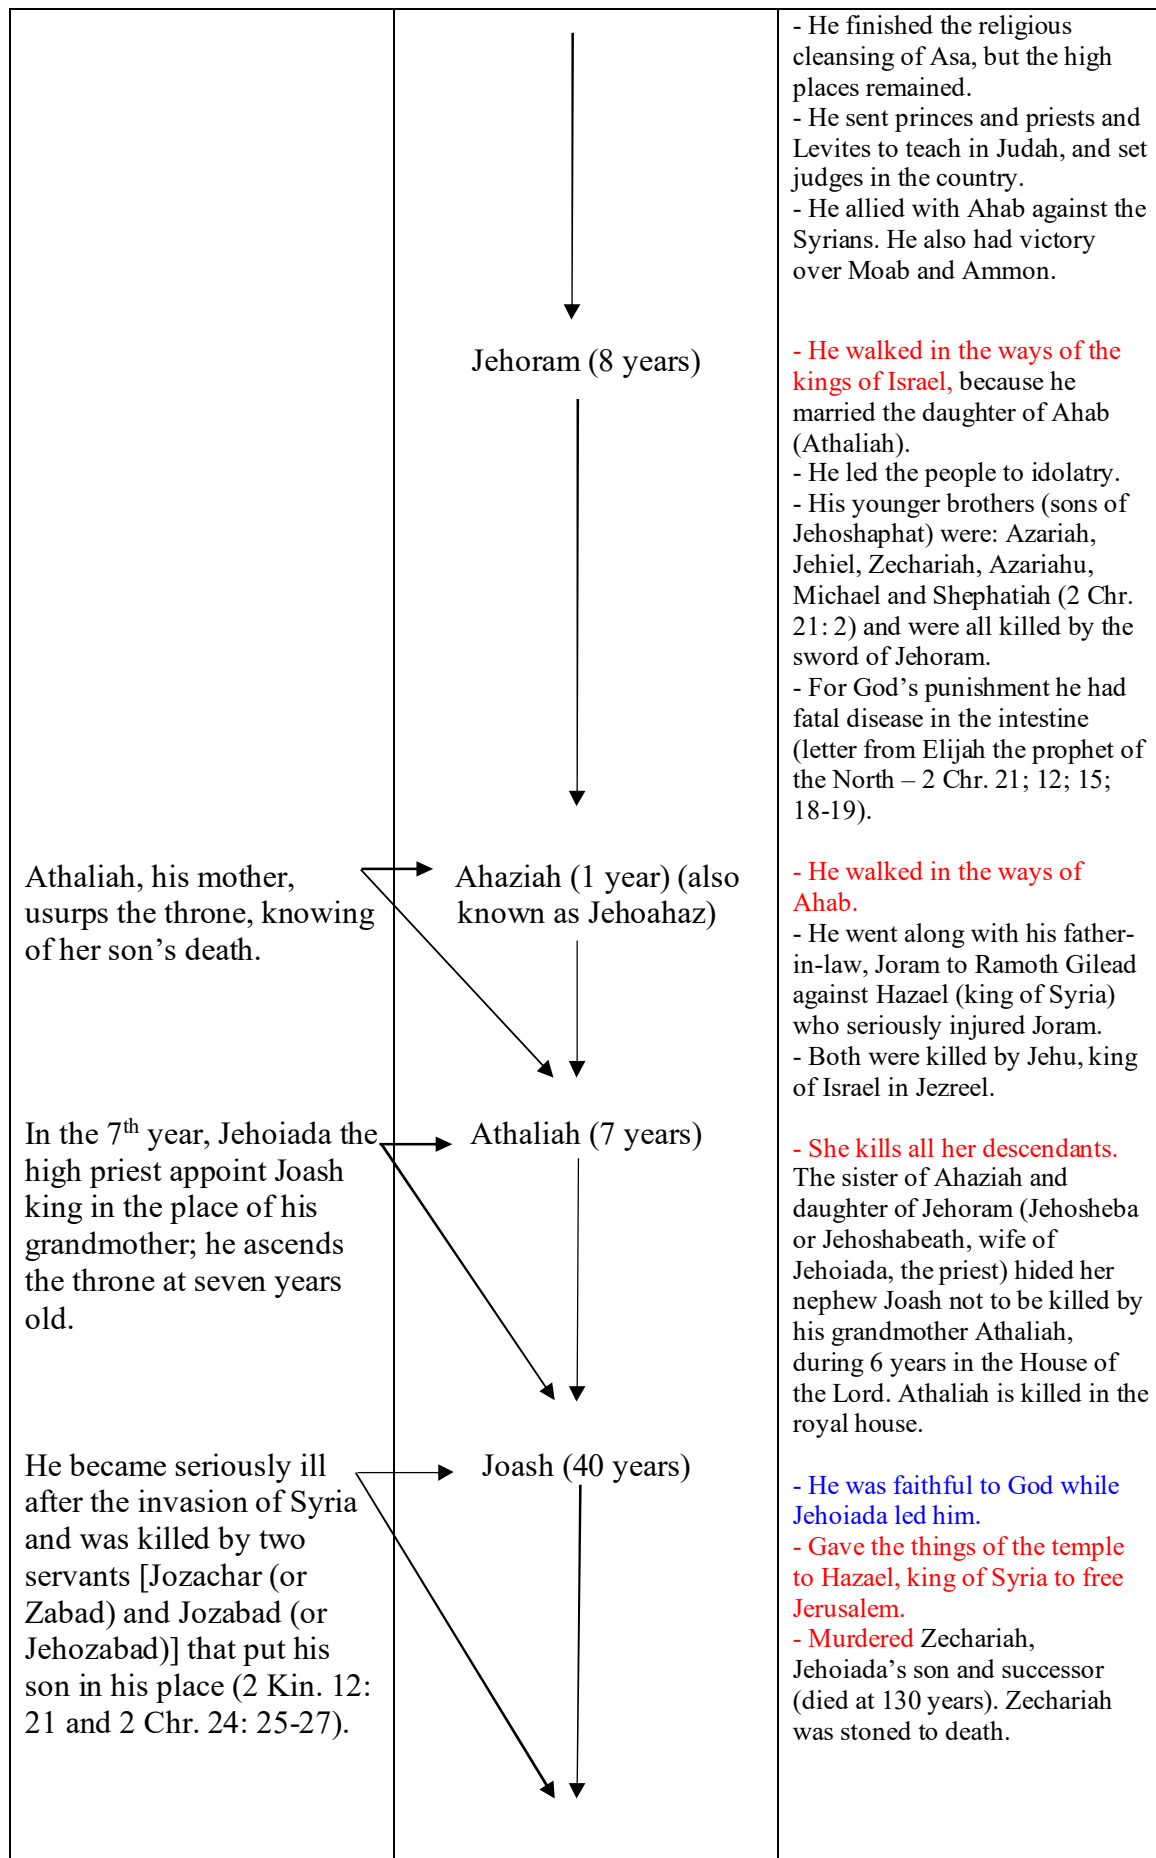 - He finished the religious
cleansing of Asa, but the high
places remained.
- He sent princes and priests and
Levites to teach in Judah, and set
judges in the country.
- He allied with Ahab against the
Syrians. He also had victory
over Moab and Ammon.
Jehoram (8 years)
- He walked in the ways of the
kings of Israel, because he
married the daughter of Ahab
(Athaliah).
- He led the people to idolatry.
- His younger brothers (sons of
Jehoshaphat) were: Azariah,
Jehiel, Zechariah, Azariahu,
Michael and Shephatiah (2 Chr.
21: 2) and were all killed by the
sword of Jehoram.
- For God’s punishment he had
fatal disease in the intestine
(letter from Elijah the prophet of
the North – 2 Chr. 21; 12; 15;
18-19).
Athaliah, his mother,
usurps the throne, knowing
of her son’s death.
Ahaziah (1 year) (also
known as Jehoahaz)
- He walked in the ways of
Ahab.
- He went along with his father-
in-law, Joram to Ramoth Gilead
against Hazael (king of Syria)
who seriously injured Joram.
- Both were killed by Jehu, king
of Israel in Jezreel.
In the 7th year, Jehoiada the
high priest appoint Joash
king in the place of his
grandmother; he ascends
the throne at seven years
old.
Athaliah (7 years)
- She kills all her descendants.
The sister of Ahaziah and
daughter of Jehoram (Jehosheba
or Jehoshabeath, wife of
Jehoiada, the priest) hided her
nephew Joash not to be killed by
his grandmother Athaliah,
during 6 years in the House of
the Lord. Athaliah is killed in the
royal house.
He became seriously ill
after the invasion of Syria
and was killed by two
servants [Jozachar (or
Zabad) and Jozabad (or
Jehozabad)] that put his
son in his place (2 Kin. 12:
21 and 2 Chr. 24: 25-27).
Joash (40 years)
- He was faithful to God while
Jehoiada led him.
- Gave the things of the temple
to Hazael, king of Syria to free
Jerusalem.
- Murdered Zechariah,
Jehoiada’s son and successor
(died at 130 years). Zechariah
was stoned to death.